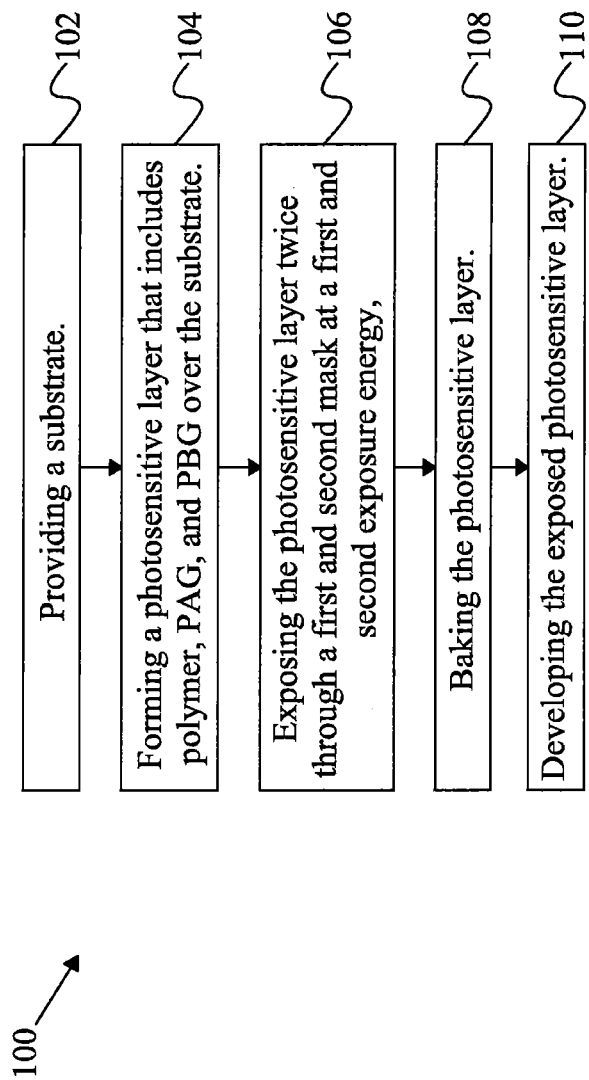 100
Providing a substrate.
102
Forming a photosensitive layer that includes
polymer, PAG, and PBG over the substrate.
104
Exposing the photosensitive layer twice
through a first and second mask at a first and
second exposure energy,
106
Baking the photosensitive layer.
108
Developing the exposed photosensitive layer.
110